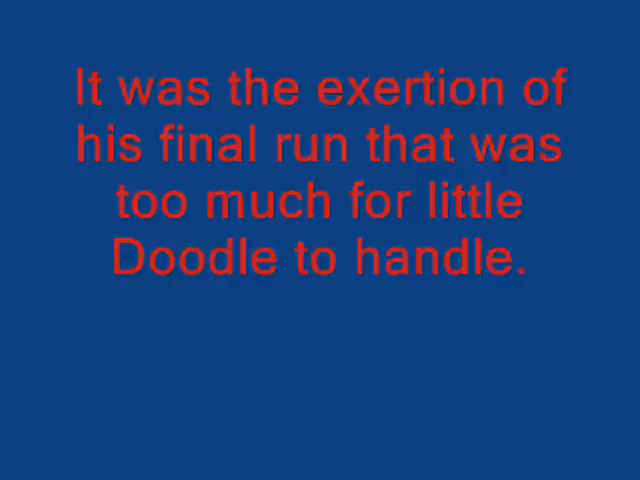 It was the exertion of
his final run that was
too much for little
Doodle to handle.